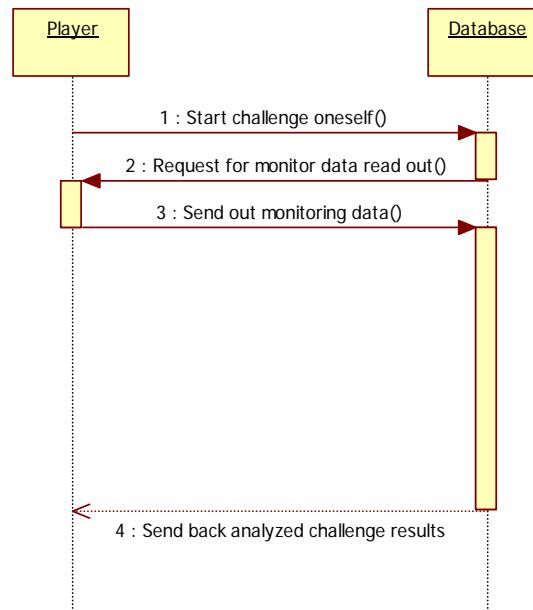 Player
Database
1 : Start challenge oneself()
2 : Request for monitor data read out()
3 : Send out monitoring data()
4 : Send back analyzed challenge results